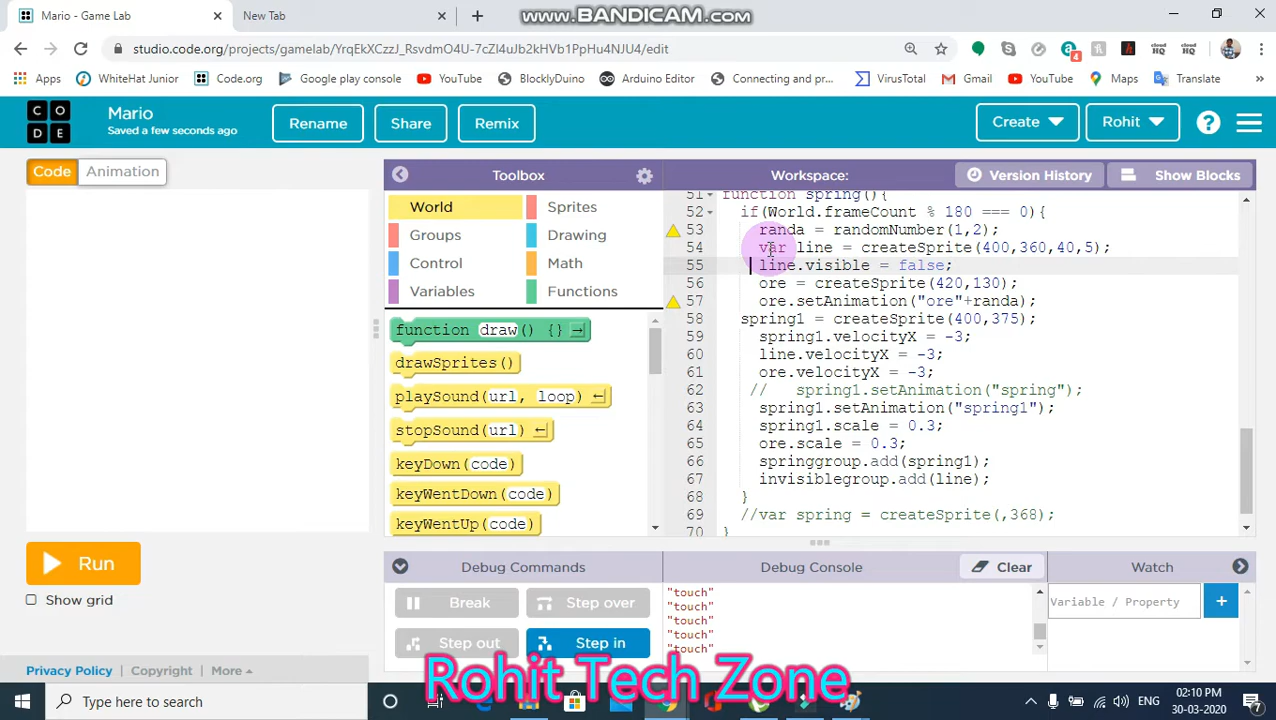 Mario - Game Lab
New Tab
www.BANDICAM.com
studio.code.org/projects/gamelab/YrqEkXCzzJ_RsvdmO4U-7cZl4uJb2kHVb1PpHu4NJU4/edit
Apps
WhiteHat Junior
Code.org
Google play console
YouTube
BlocklyDuino
Arduino Editor
Connecting and pr...
VirusTotal
Gmail
YouTube
Maps
Translate
»
CO
DE
Mario
Saved a few seconds ago
Rename
Share
Remix
Create
Rohit
Code
Animation
Toolbox
Workspace:
Version History
Show Blocks
World
Sprites
Groups
Drawing
Control
Math
Variables
Functions
function draw() {}
drawSprites()
playSound(url, loop)
stopSound(url)
keyDown(code)
keyWentDown(code)
keyWentUp(code)
51 function spring(){
52 if(World.frameCount % 180 === 0){
53 randa = randomNumber(1,2);
54 var line = createSprite(400,360,40,5);
55 line.visible = false;
56 ore = createSprite(420,130);
57 ore.setAnimation("ore"+randa);
58 spring1 = createSprite(400,375);
59 spring1.velocityX = -3;
60 line.velocityX = -3;
61 ore.velocityX = -3;
62 // spring1.setAnimation("spring");
63 spring1.setAnimation("spring1");
64 spring1.scale = 0.3;
65 ore.scale = 0.3;
66 springgroup.add(spring1);
67 invisiblegroup.add(line);
68 }
69 //var spring = createSprite(,368);
70 }
Run
Show grid
Debug Commands
Debug Console
Clear
Watch
Break
Step over
Step out
Step in
"touch"
"touch"
"touch"
"touch"
"touch"
Variable / Property
Privacy Policy
Copyright
More
Rohit Tech Zone
Type here to search
ENG
02:10 PM
30-03-2020